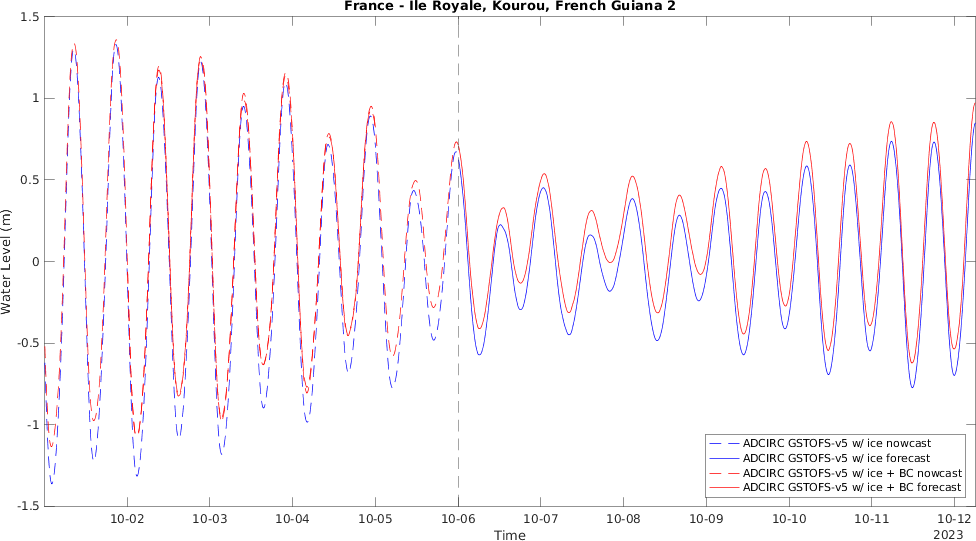 France - Ile Royale, Kourou, French Guiana 2
Water Level (m)
1.5
1
0.5
0
-0.5
-1
-1.5
10-02 10-03 10-04 10-05 10-06 10-07 10-08 10-09 10-10 10-11 10-12
Time
2023
ADCIRC GSTOFS-v5 w/ ice nowcast
ADCIRC GSTOFS-v5 w/ ice forecast
ADCIRC GSTOFS-v5 w/ ice + BC nowcast
ADCIRC GSTOFS-v5 w/ ice + BC forecast